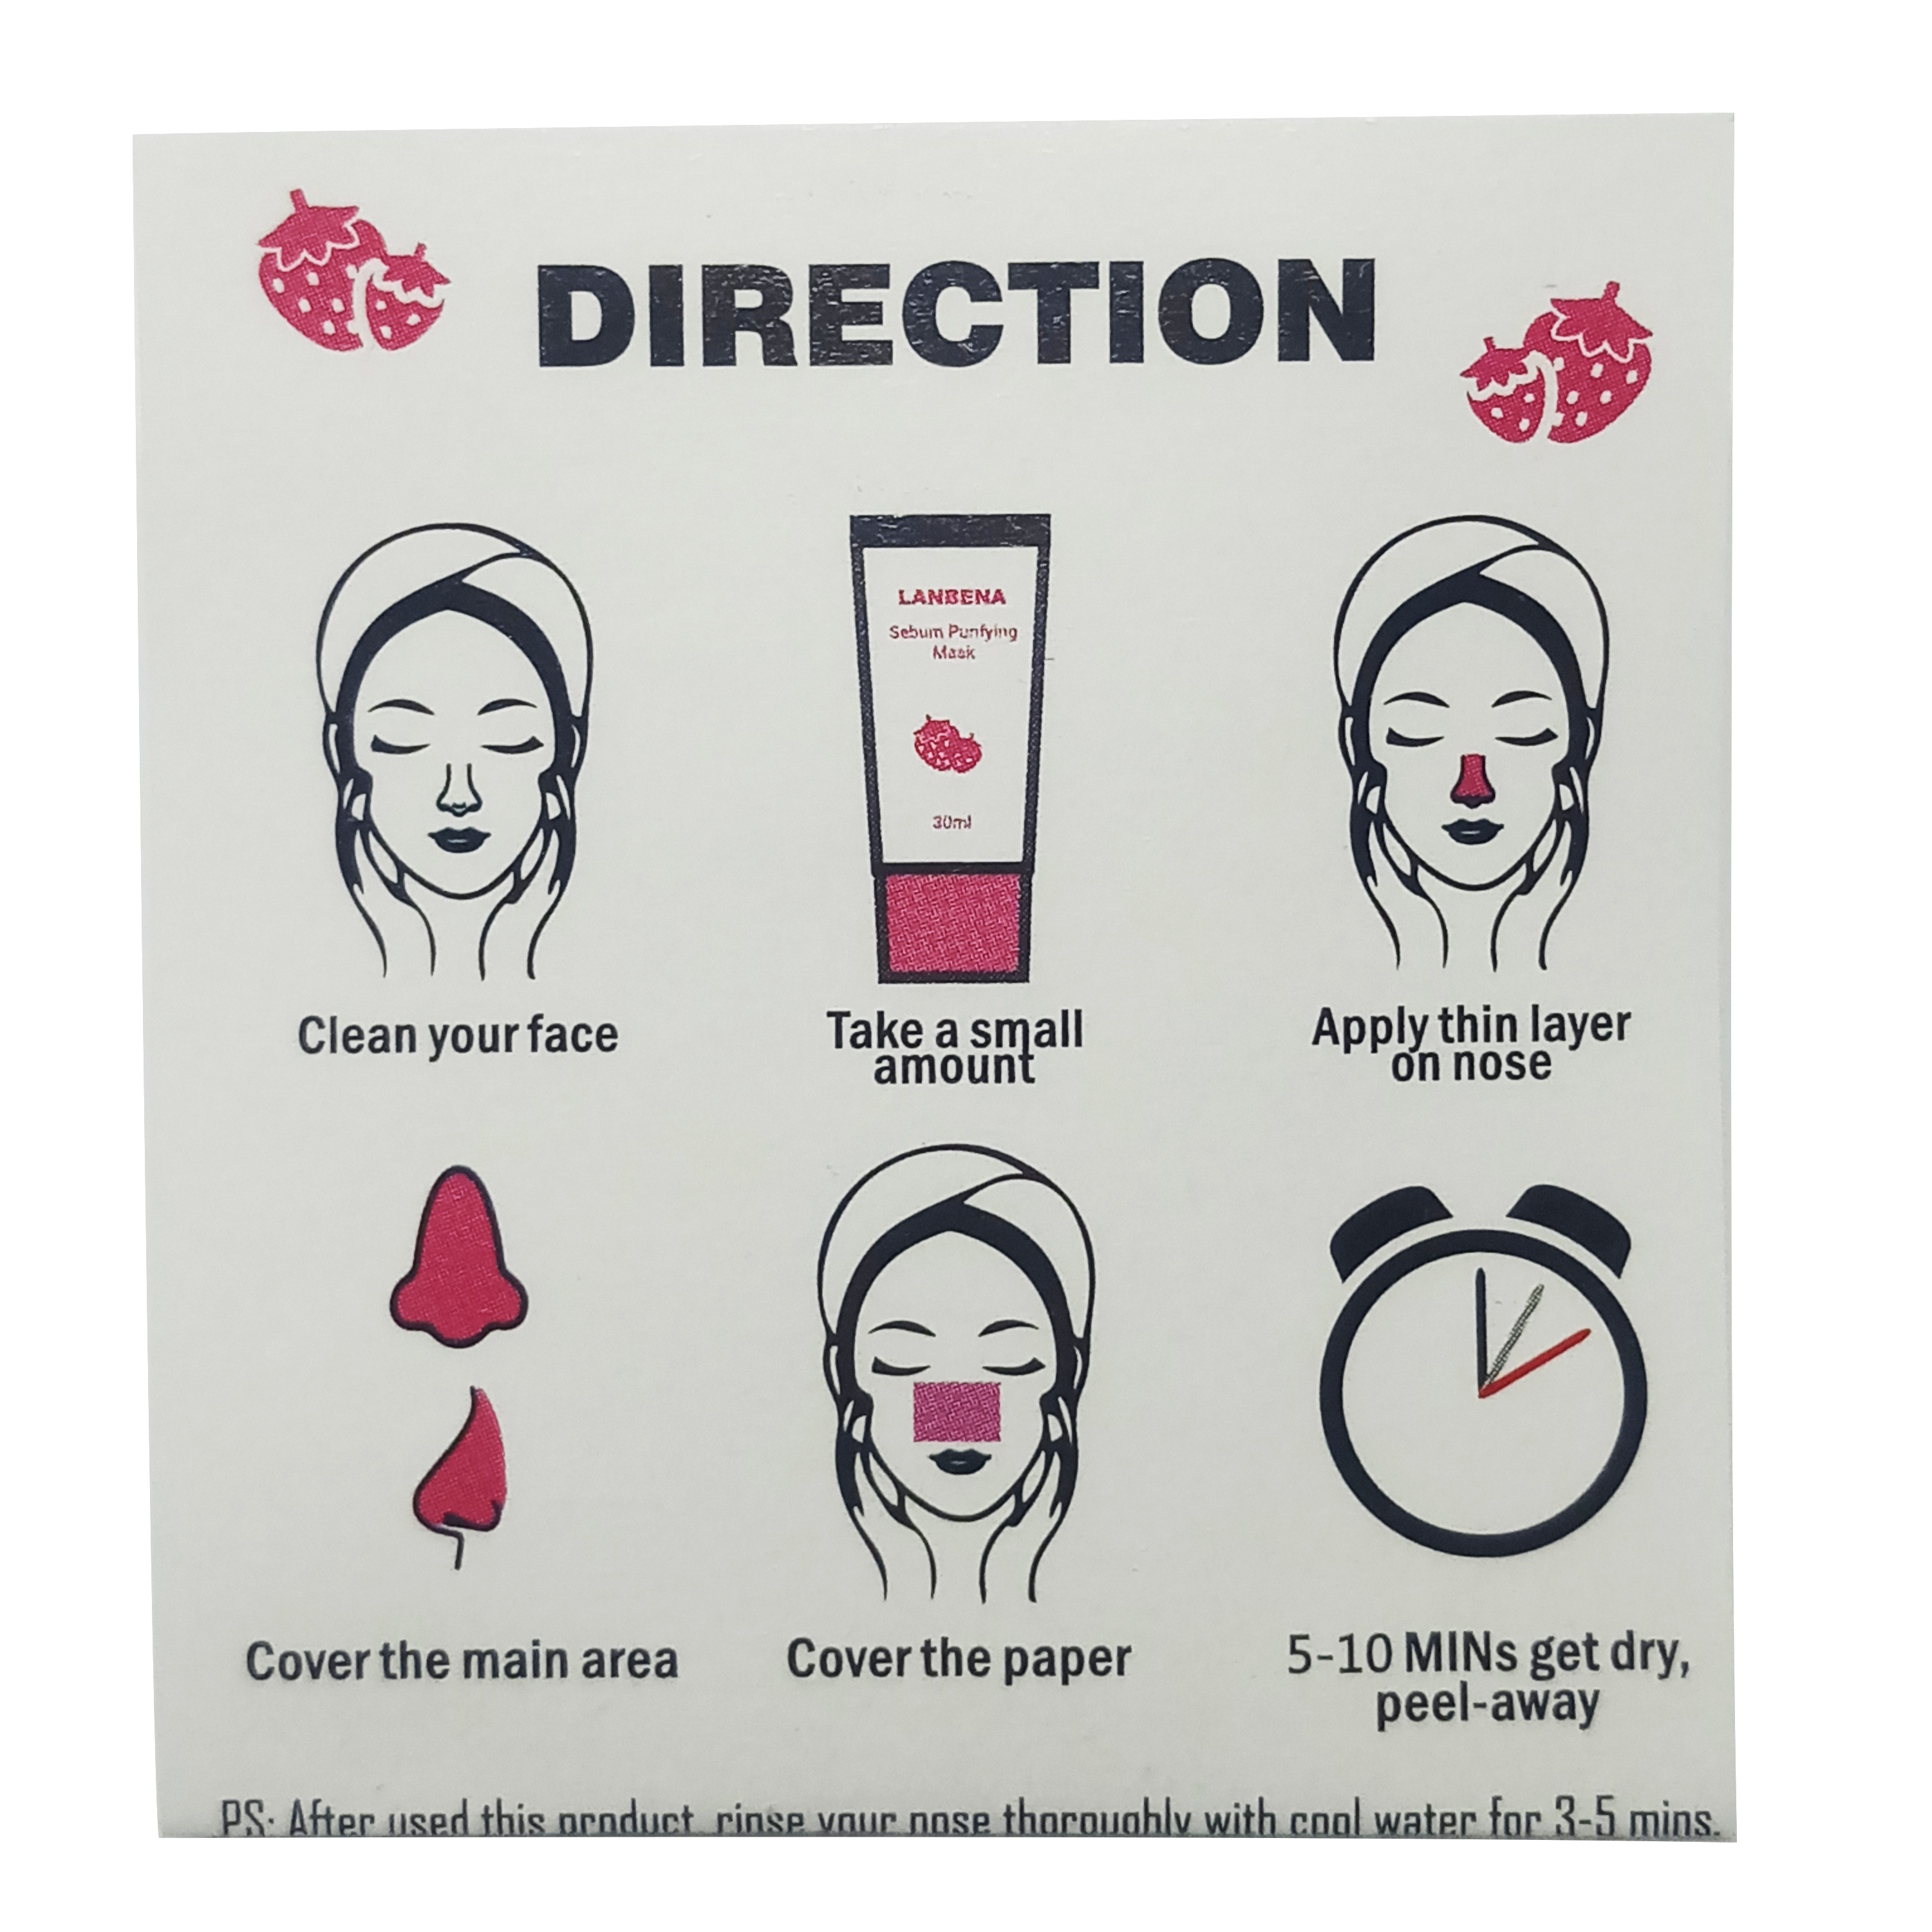 DIRECTION
LANBENA
Sebum Purifying
Mask
30ml
Clean your face
Take a small
amount
Apply thin layer
on nose
Cover the main area
Cover the paper
5-10 MINs get dry,
peel-away
PS: After used this product, rinse your nose thoroughly with cool water for 3-5 mins.